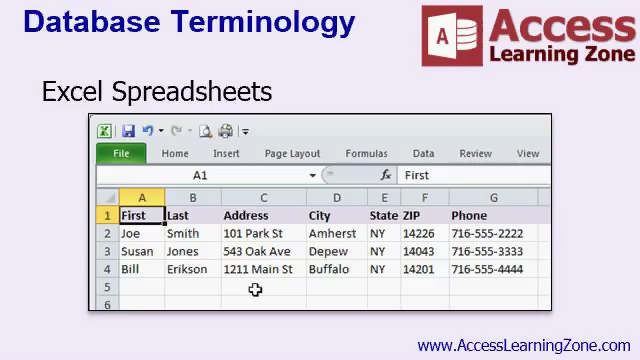 Database Terminology
Access
Learning Zone
A
Excel Spreadsheets
File Home Insert Page Layout Formulas Data Review View
A1 fx First
A B C D E F G
1 First Last Address City State ZIP Phone
2 Joe Smith 101 Park St Amherst NY 14226 716-555-2222
3 Susan Jones 543 Oak Ave Depew NY 14043 716-555-3333
4 Bill Erikson 1211 Main St Buffalo NY 14201 716-555-4444
5
6
www.AccessLearningZone.com